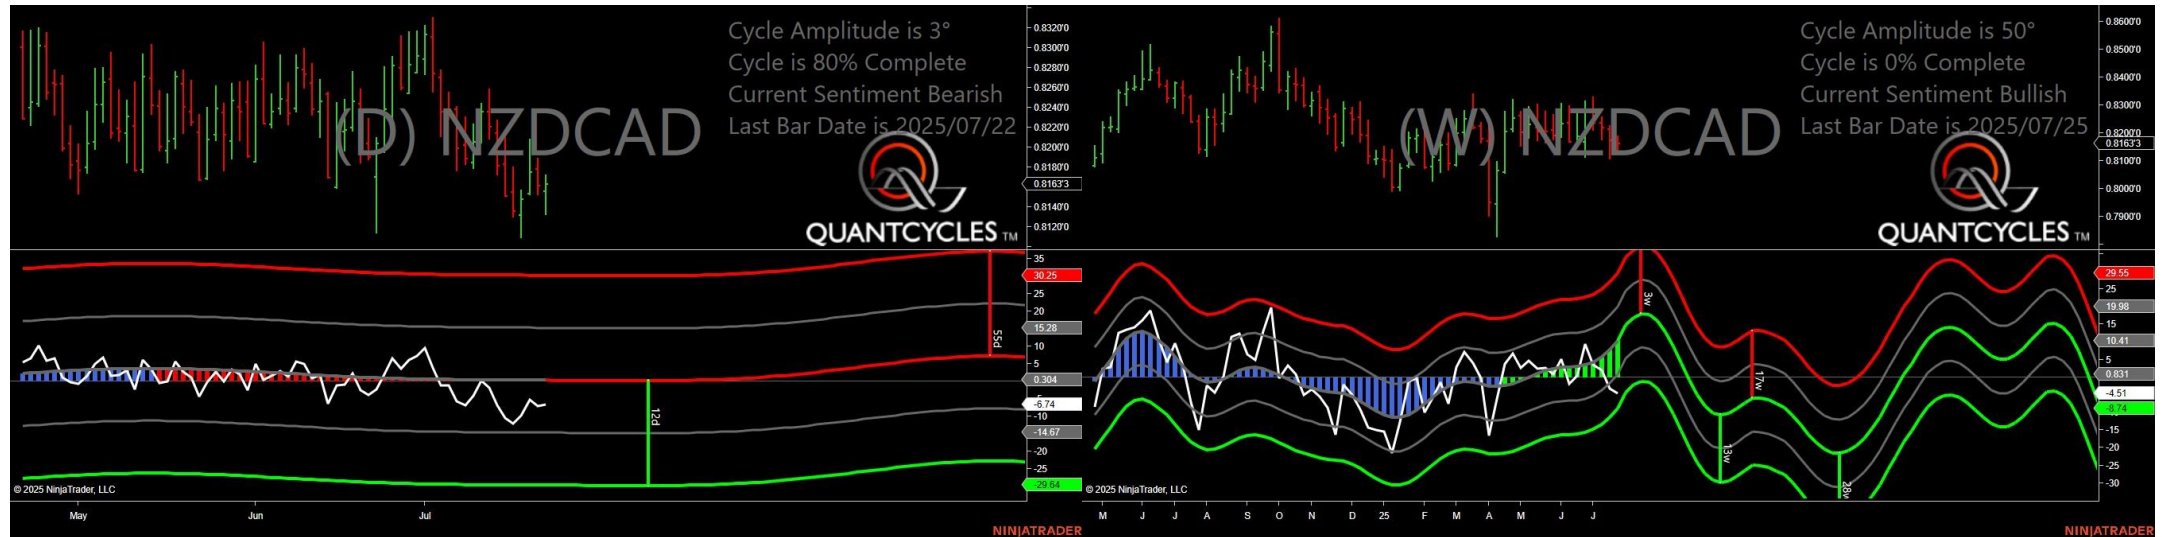 Cycle Amplitude is 3°
Cycle is 80% Complete
Current Sentiment Bearish
Last Bar Date is 2025/07/22
(D) NZDCAD
QUANTCYCLES TM
0.8320'0
0.8300'0
0.8280'0
0.8260'0
0.8240'0
0.8220'0
0.8200'0
0.8180'0
0.8163'3
0.8140'0
0.8120'0
35
30.25
25
20
15.28
10
5
0.304
-6.74
-10
-14.67
-20
-25
-29.64
55d
12d
© 2025 NinjaTrader, LLC
May Jun Jul
NINJATRADER
Cycle Amplitude is 50°
Cycle is 0% Complete
Current Sentiment Bullish
Last Bar Date is 2025/07/25
(W) NZDCAD
QUANTCYCLES TM
0.8600'0
0.8500'0
0.8400'0
0.8300'0
0.8200'0
0.8163'3
0.8100'0
0.8000'0
0.7900'0
29.55
25
19.98
15
10.41
5
0.831
-4.51
-8.74
-15
-20
-25
-30
3w
17w
13w
28w
© 2025 NinjaTrader, LLC
M J J A S O N D 25 F M A M J J
NINJATRADER